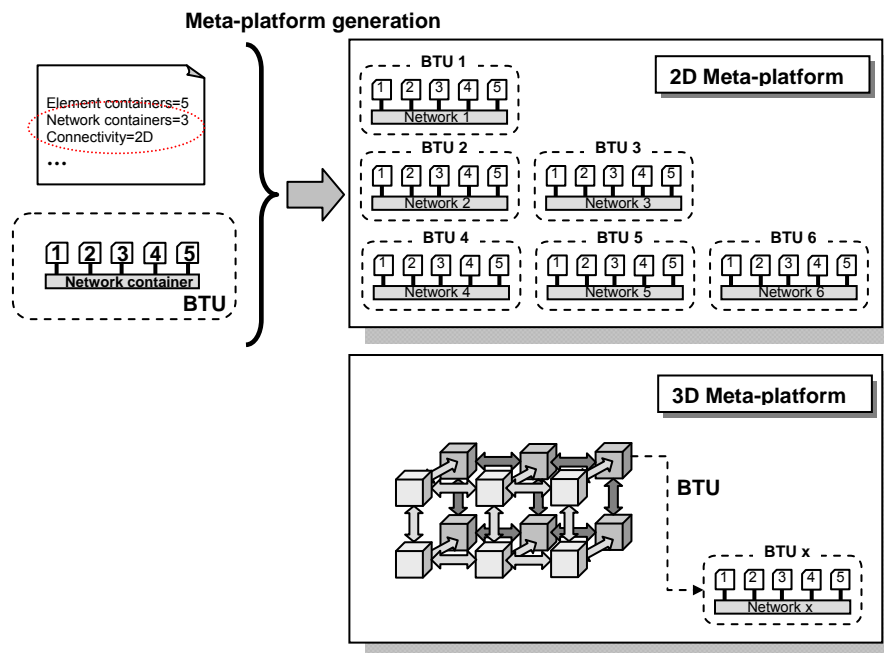 Meta-platform generation
Element containers=5
Network containers=3
Connectivity=2D
...
1 2 3 4 5
Network container
BTU
2D Meta-platform
BTU 1
1 2 3 4 5
Network 1
BTU 2
1 2 3 4 5
Network 2
BTU 3
1 2 3 4 5
Network 3
BTU 4
1 2 3 4 5
Network 4
BTU 5
1 2 3 4 5
Network 5
BTU 6
1 2 3 4 5
Network 6
3D Meta-platform
BTU
BTU x
1 2 3 4 5
Network x